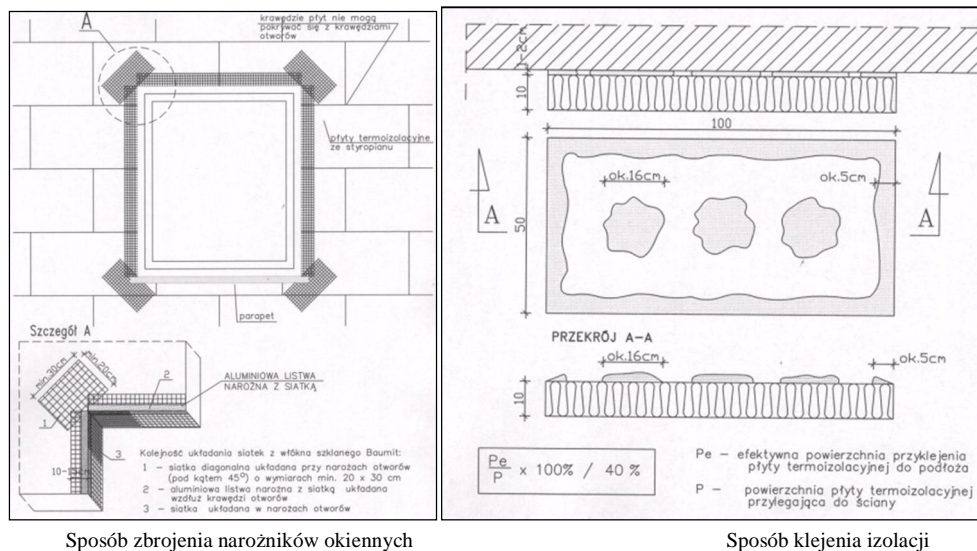 A
krawędzie płyt nie mogą
pokrywać się z krawędziami
otworów
płyty termoizolacyjne
ze styropianu
parapet
Szczegół A
min.30cm
min.20cm
2
ALUMINIOWA LISTWA
NAROŻNA Z SIATKĄ
1
3
Kolejność układania siatek z włókna szklanego Baumit:
1 – siatka diagonalna układana przy narożach otworów
(pod kątem 45°) o wymiarach min. 20 x 30 cm
2 – aluminiowa listwa narożna z siatką układana
wzdłuż krawędzi otworów
3 – siatka układana w narożach otworów
Sposób zbrojenia narożników okiennych
1-2cm
10
100
ok.16cm
ok.5cm
A
A
50
PRZEKRÓJ A-A
ok.16cm
ok.5cm
10
Pe
P
x 100% / 40 %
Pe – efektywna powierzchnia przyklejenia
płyty termoizolacyjnej do podłoża
P – powierzchnia płyty termoizolacyjnej
przylegająca do ściany
Sposób klejenia izolacji